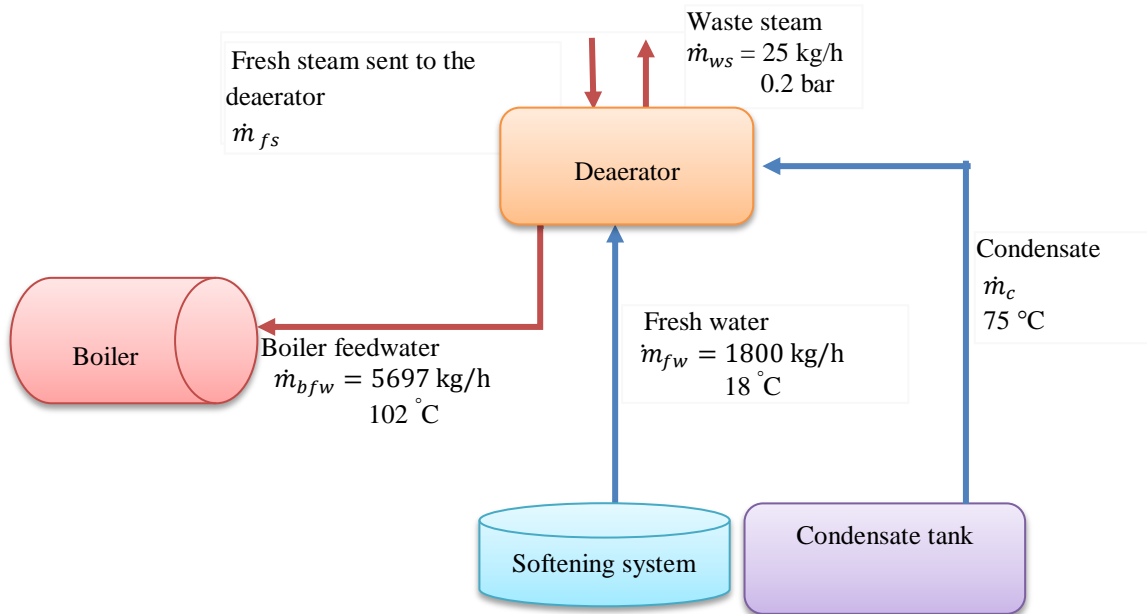 Waste steam
ṁ_ws = 25 kg/h
0.2 bar
Fresh steam sent to the
deaerator
ṁ_fs
Deaerator
Condensate
ṁ_c
75 °C
Fresh water
ṁ_fw = 1800 kg/h
18 °C
Boiler
Boiler feedwater
ṁ_bfw = 5697 kg/h
102 °C
Softening system
Condensate tank